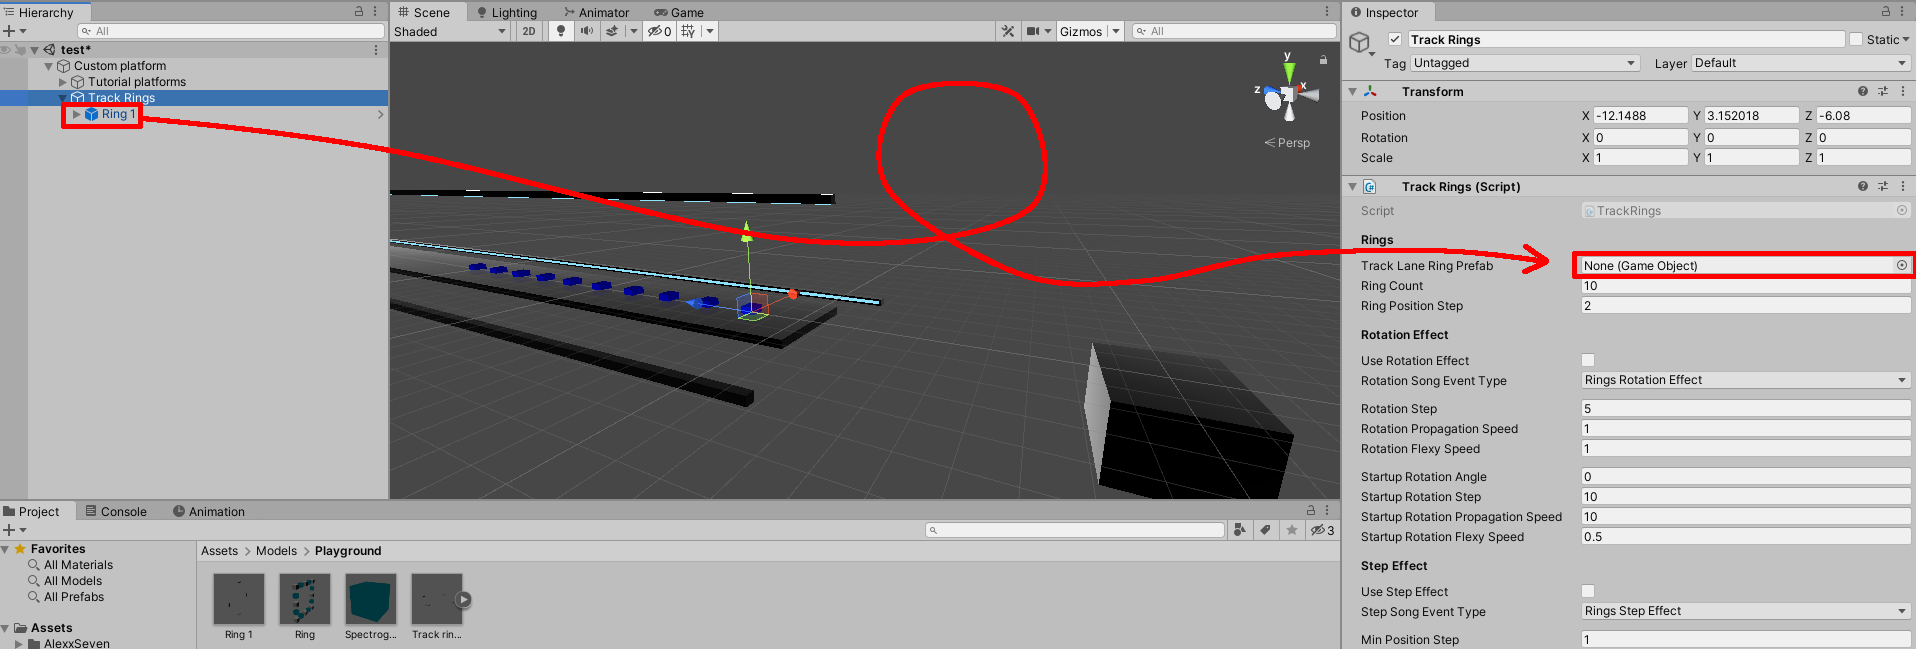 Hierarchy
All
test*
Custom platform
Tutorial platforms
Track Rings
Ring 1
Scene
Lighting
Animator
Game
Shaded
2D
0
Gizmos
All
y
x
z
Persp
Project
Console
Animation
3
Favorites
All Materials
All Models
All Prefabs
Assets
AlexxSeven
Assets > Models > Playground
Ring 1
Ring
Spectrog...
Track rin...
Inspector
Track Rings
Static
Tag Untagged
Layer Default
Transform
Position X -12.1488 Y 3.152018 Z -6.08
Rotation X 0 Y 0 Z 0
Scale X 1 Y 1 Z 1
Track Rings (Script)
Script TrackRings
Rings
Track Lane Ring Prefab None (Game Object)
Ring Count 10
Ring Position Step 2
Rotation Effect
Use Rotation Effect
Rotation Song Event Type Rings Rotation Effect
Rotation Step 5
Rotation Propagation Speed 1
Rotation Flexy Speed 1
Startup Rotation Angle 0
Startup Rotation Step 10
Startup Rotation Propagation Speed 10
Startup Rotation Flexy Speed 0.5
Step Effect
Use Step Effect
Step Song Event Type Rings Step Effect
Min Position Step 1